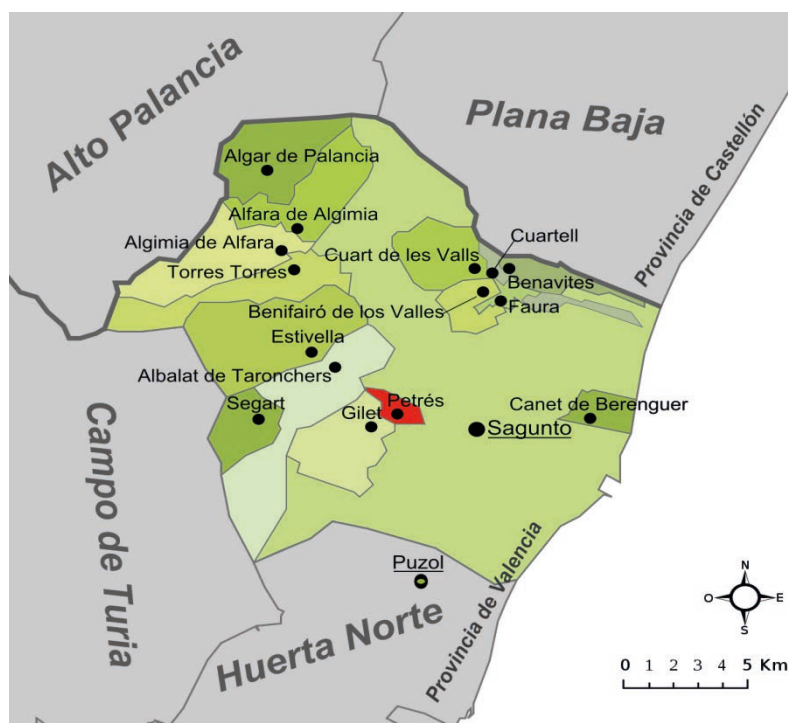 Alto Palancia
Plana Baja
Provincia de Castellón
Algar de Palancia
Alfara de Algimia
Algimia de Alfara
Torres Torres
Cuart de les Valls
Cuartell
Benavites
Faura
Benifairó de los Valles
Estivella
Albalat de Taronchers
Segart
Petrés
Gilet
Canet de Berenguer
Sagunto
Campo de Turia
Puzol
Huerta Norte
Provincia de Valencia
N
O E
S
0 1 2 3 4 5 Km